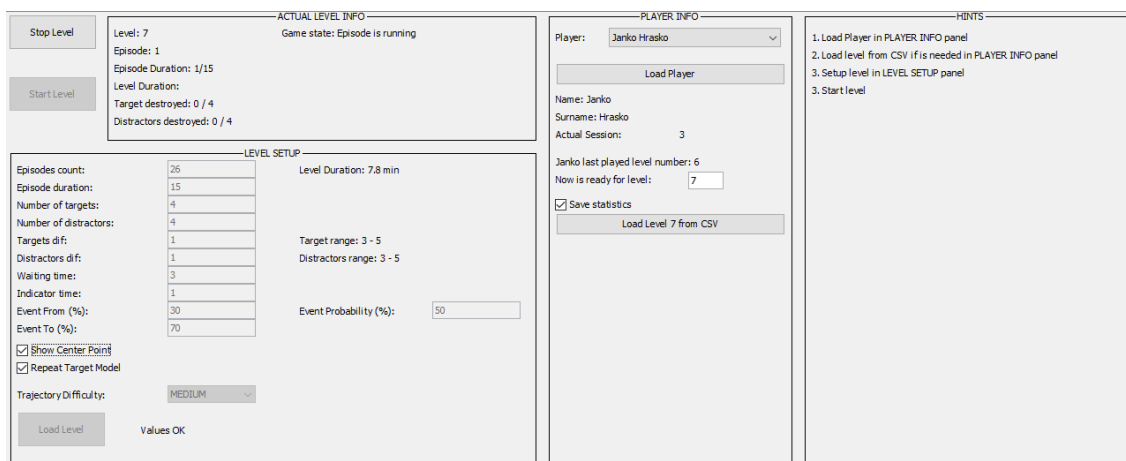 Stop Level
Start Level
ACTUAL LEVEL INFO
Level: 7
Game state: Episode is running
Episode: 1
Episode Duration: 1/15
Level Duration:
Target destroyed: 0 / 4
Distractors destroyed: 0 / 4
LEVEL SETUP
Episodes count: 26 Level Duration: 7.8 min
Episode duration: 15
Number of targets: 4
Number of distractors: 4
Targets dif: 1 Target range: 3 - 5
Distractors dif: 1 Distractors range: 3 - 5
Waiting time: 3
Indicator time: 1
Event From (%): 30 Event Probability (%): 50
Event To (%): 70
Show Center Point
Repeat Target Model
Trajectory Difficulty: MEDIUM
Load Level Values OK
PLAYER INFO
Player: Janko Hrasko
Load Player
Name: Janko
Surname: Hrasko
Actual Session: 3
Janko last played level number: 6
Now is ready for level: 7
Save statistics
Load Level 7 from CSV
HINTS
1. Load Player in PLAYER INFO panel
2. Load level from CSV if is needed in PLAYER INFO panel
3. Setup level in LEVEL SETUP panel
3. Start level